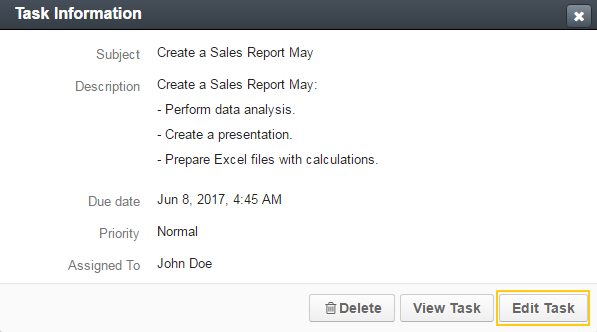 Task Information
Subject Create a Sales Report May
Description Create a Sales Report May:
- Perform data analysis.
- Create a presentation.
- Prepare Excel files with calculations.
Due date Jun 8, 2017, 4:45 AM
Priority Normal
Assigned To John Doe
Delete View Task Edit Task